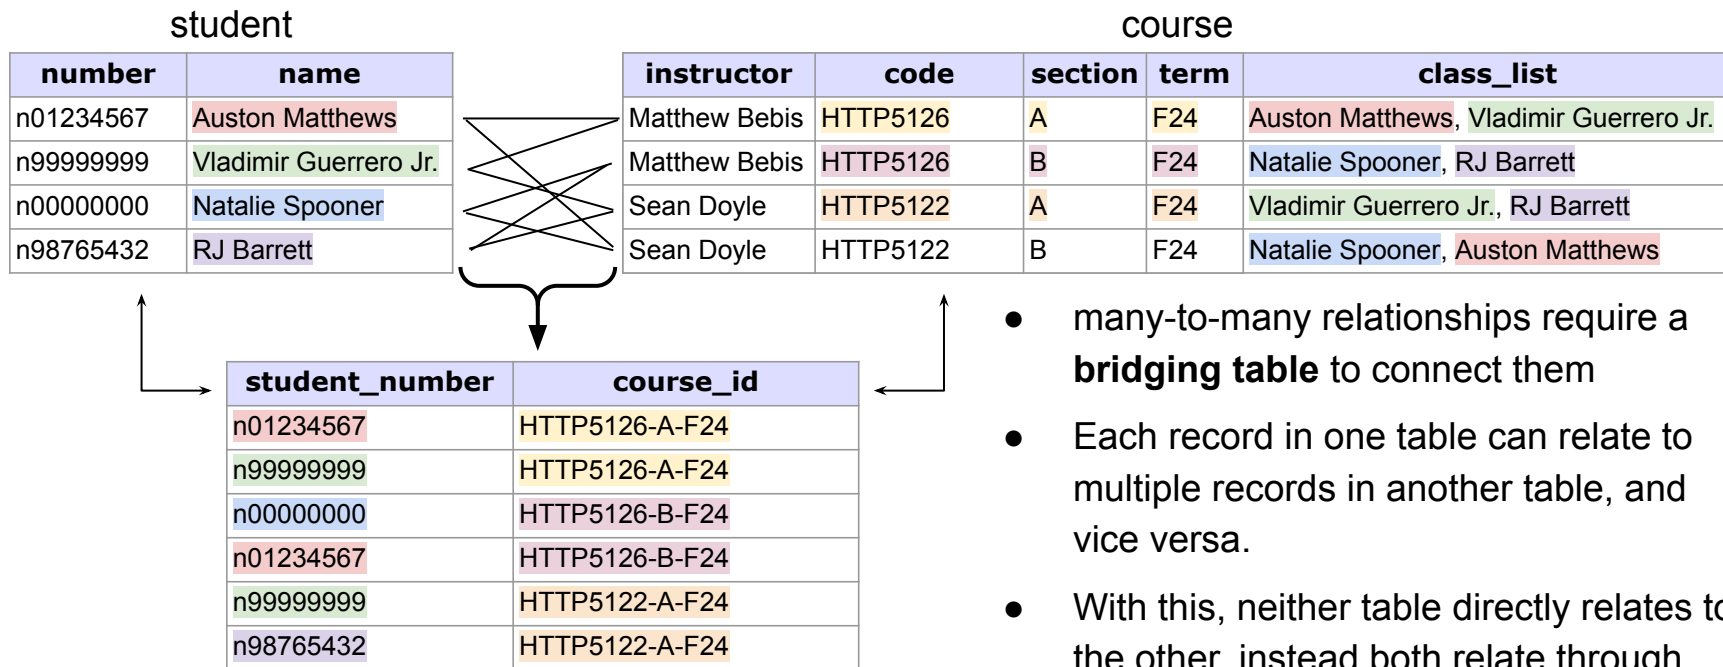 student
course
number name
n01234567 Auston Matthews
n99999999 Vladimir Guerrero Jr.
n00000000 Natalie Spooner
n98765432 RJ Barrett
instructor code section term class_list
Matthew Bebis HTTP5126 A F24 Auston Matthews, Vladimir Guerrero Jr.
Matthew Bebis HTTP5126 B F24 Natalie Spooner, RJ Barrett
Sean Doyle HTTP5122 A F24 Vladimir Guerrero Jr., RJ Barrett
Sean Doyle HTTP5122 B F24 Natalie Spooner, Auston Matthews
student_number course_id
n01234567 HTTP5126-A-F24
n99999999 HTTP5126-A-F24
n00000000 HTTP5126-B-F24
n01234567 HTTP5126-B-F24
n99999999 HTTP5122-A-F24
n98765432 HTTP5122-A-F24
● many-to-many relationships require a
bridging table to connect them
● Each record in one table can relate to
multiple records in another table, and
vice versa.
● With this, neither table directly relates to
the other, instead both relate through